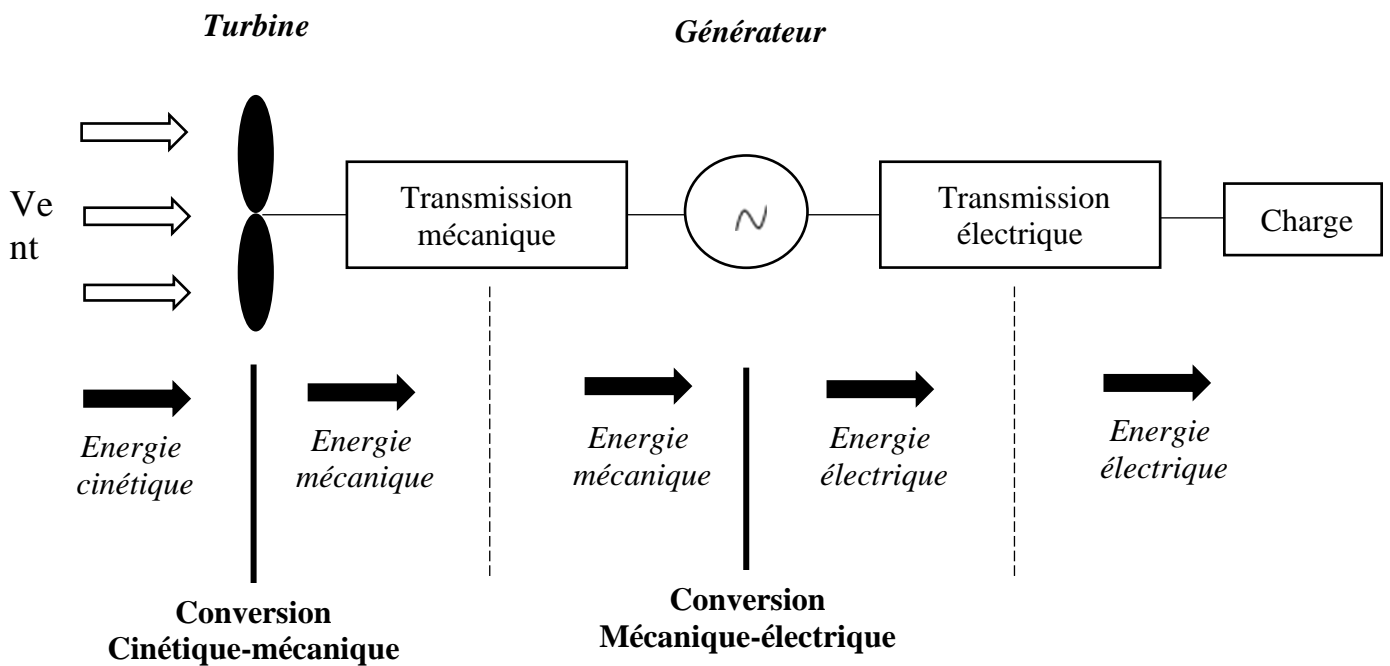 Turbine
Générateur
Ve
nt
Transmission
mécanique
Transmission
électrique
Charge
Energie
cinétique
Energie
mécanique
Energie
mécanique
Energie
électrique
Energie
électrique
Conversion
Cinétique-mécanique
Conversion
Mécanique-électrique